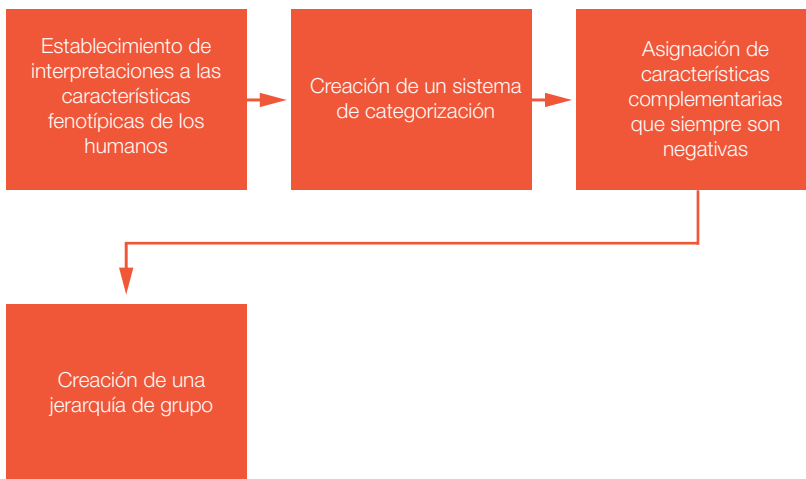 Establecimiento de
interpretaciones a las
características
fenotípicas de los
humanos
Creación de un sistema
de categorización
Asignación de
características
complementarias
que siempre son
negativas
Creación de una
jerarquía de grupo